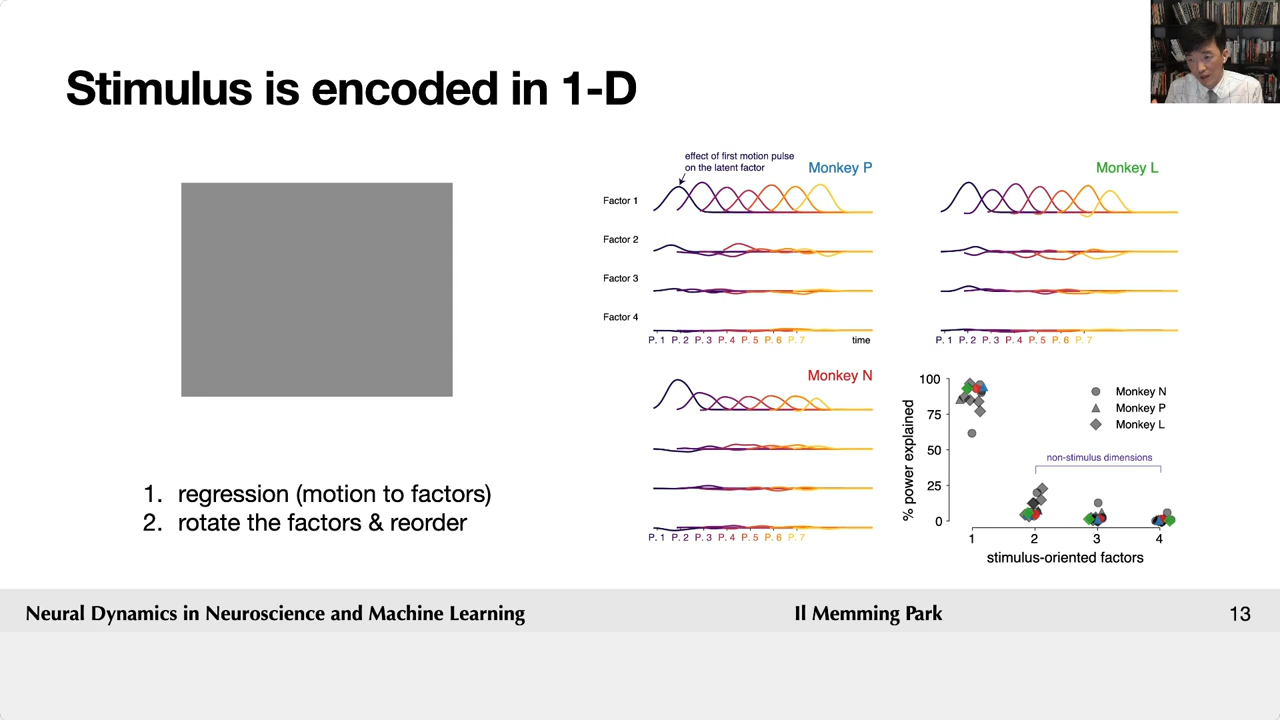 Stimulus is encoded in 1-D
effect of first motion pulse
on the latent factor
Monkey P
Factor 1
Factor 2
Factor 3
Factor 4
P. 1 P. 2 P. 3 P. 4 P. 5 P. 6 P. 7
time
Monkey L
P. 1 P. 2 P. 3 P. 4 P. 5 P. 6 P. 7
Monkey N
P. 1 P. 2 P. 3 P. 4 P. 5 P. 6 P. 7
% power explained
100
75
50
25
0
Monkey N
Monkey P
Monkey L
non-stimulus dimensions
1 2 3 4
stimulus-oriented factors
1. regression (motion to factors)
2. rotate the factors & reorder
Neural Dynamics in Neuroscience and Machine Learning
Il Memming Park
13